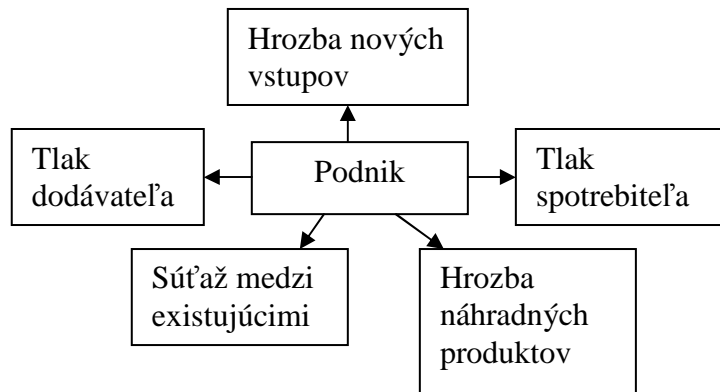 Hrozba nových
vstupov
Tlak
dodávateľa
Podnik
Tlak
spotrebiteľa
Súťaž medzi
existujúcimi
Hrozba
náhradných
produktov